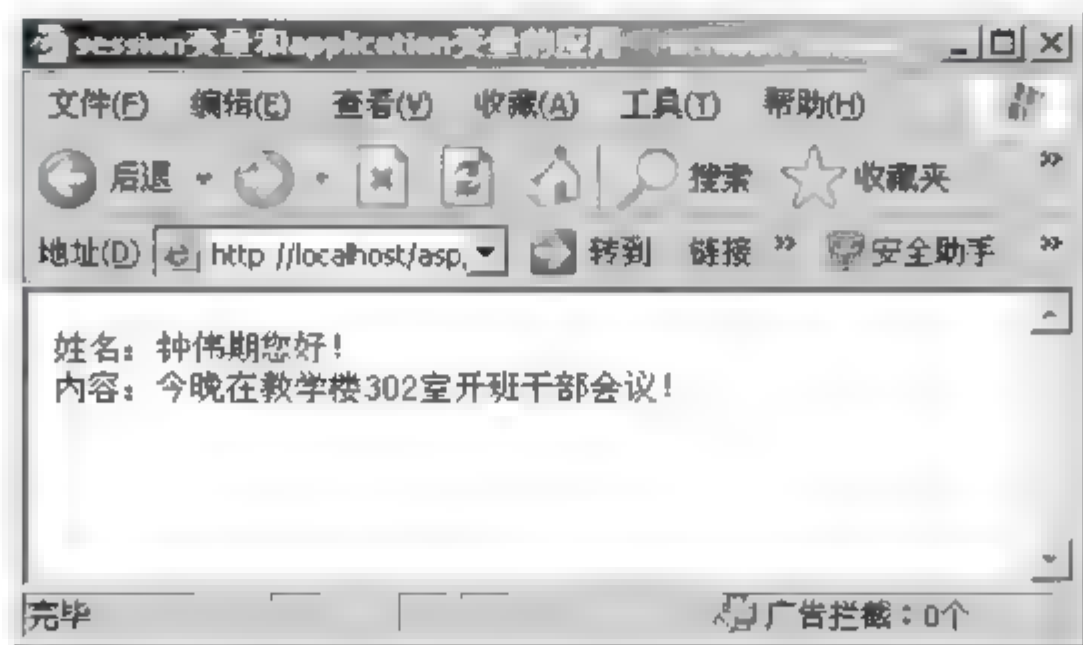 session变量和application变量的应用
文件(F) 编辑(E) 查看(V) 收藏(A) 工具(T) 帮助(H)
后退 搜索 收藏夹 »
地址(D) http //localhost/asp 转到 链接 » 安全助手 »
姓名：钟伟期您好！
内容：今晚在教学楼302室开班干部会议！
完毕 广告拦截：0个